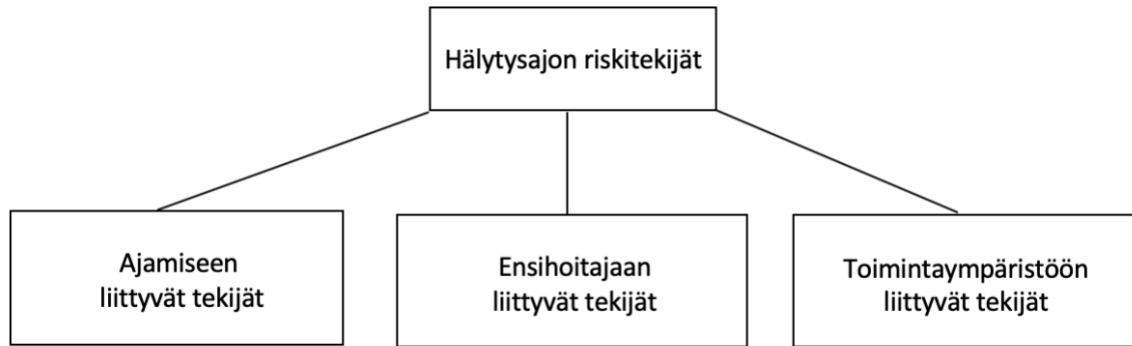 Hälytysajon riskitekijät
Ajamiseen
liittyvät tekijät
Ensihoitajaan
liittyvät tekijät
Toimintaympäristöön
liittyvät tekijät